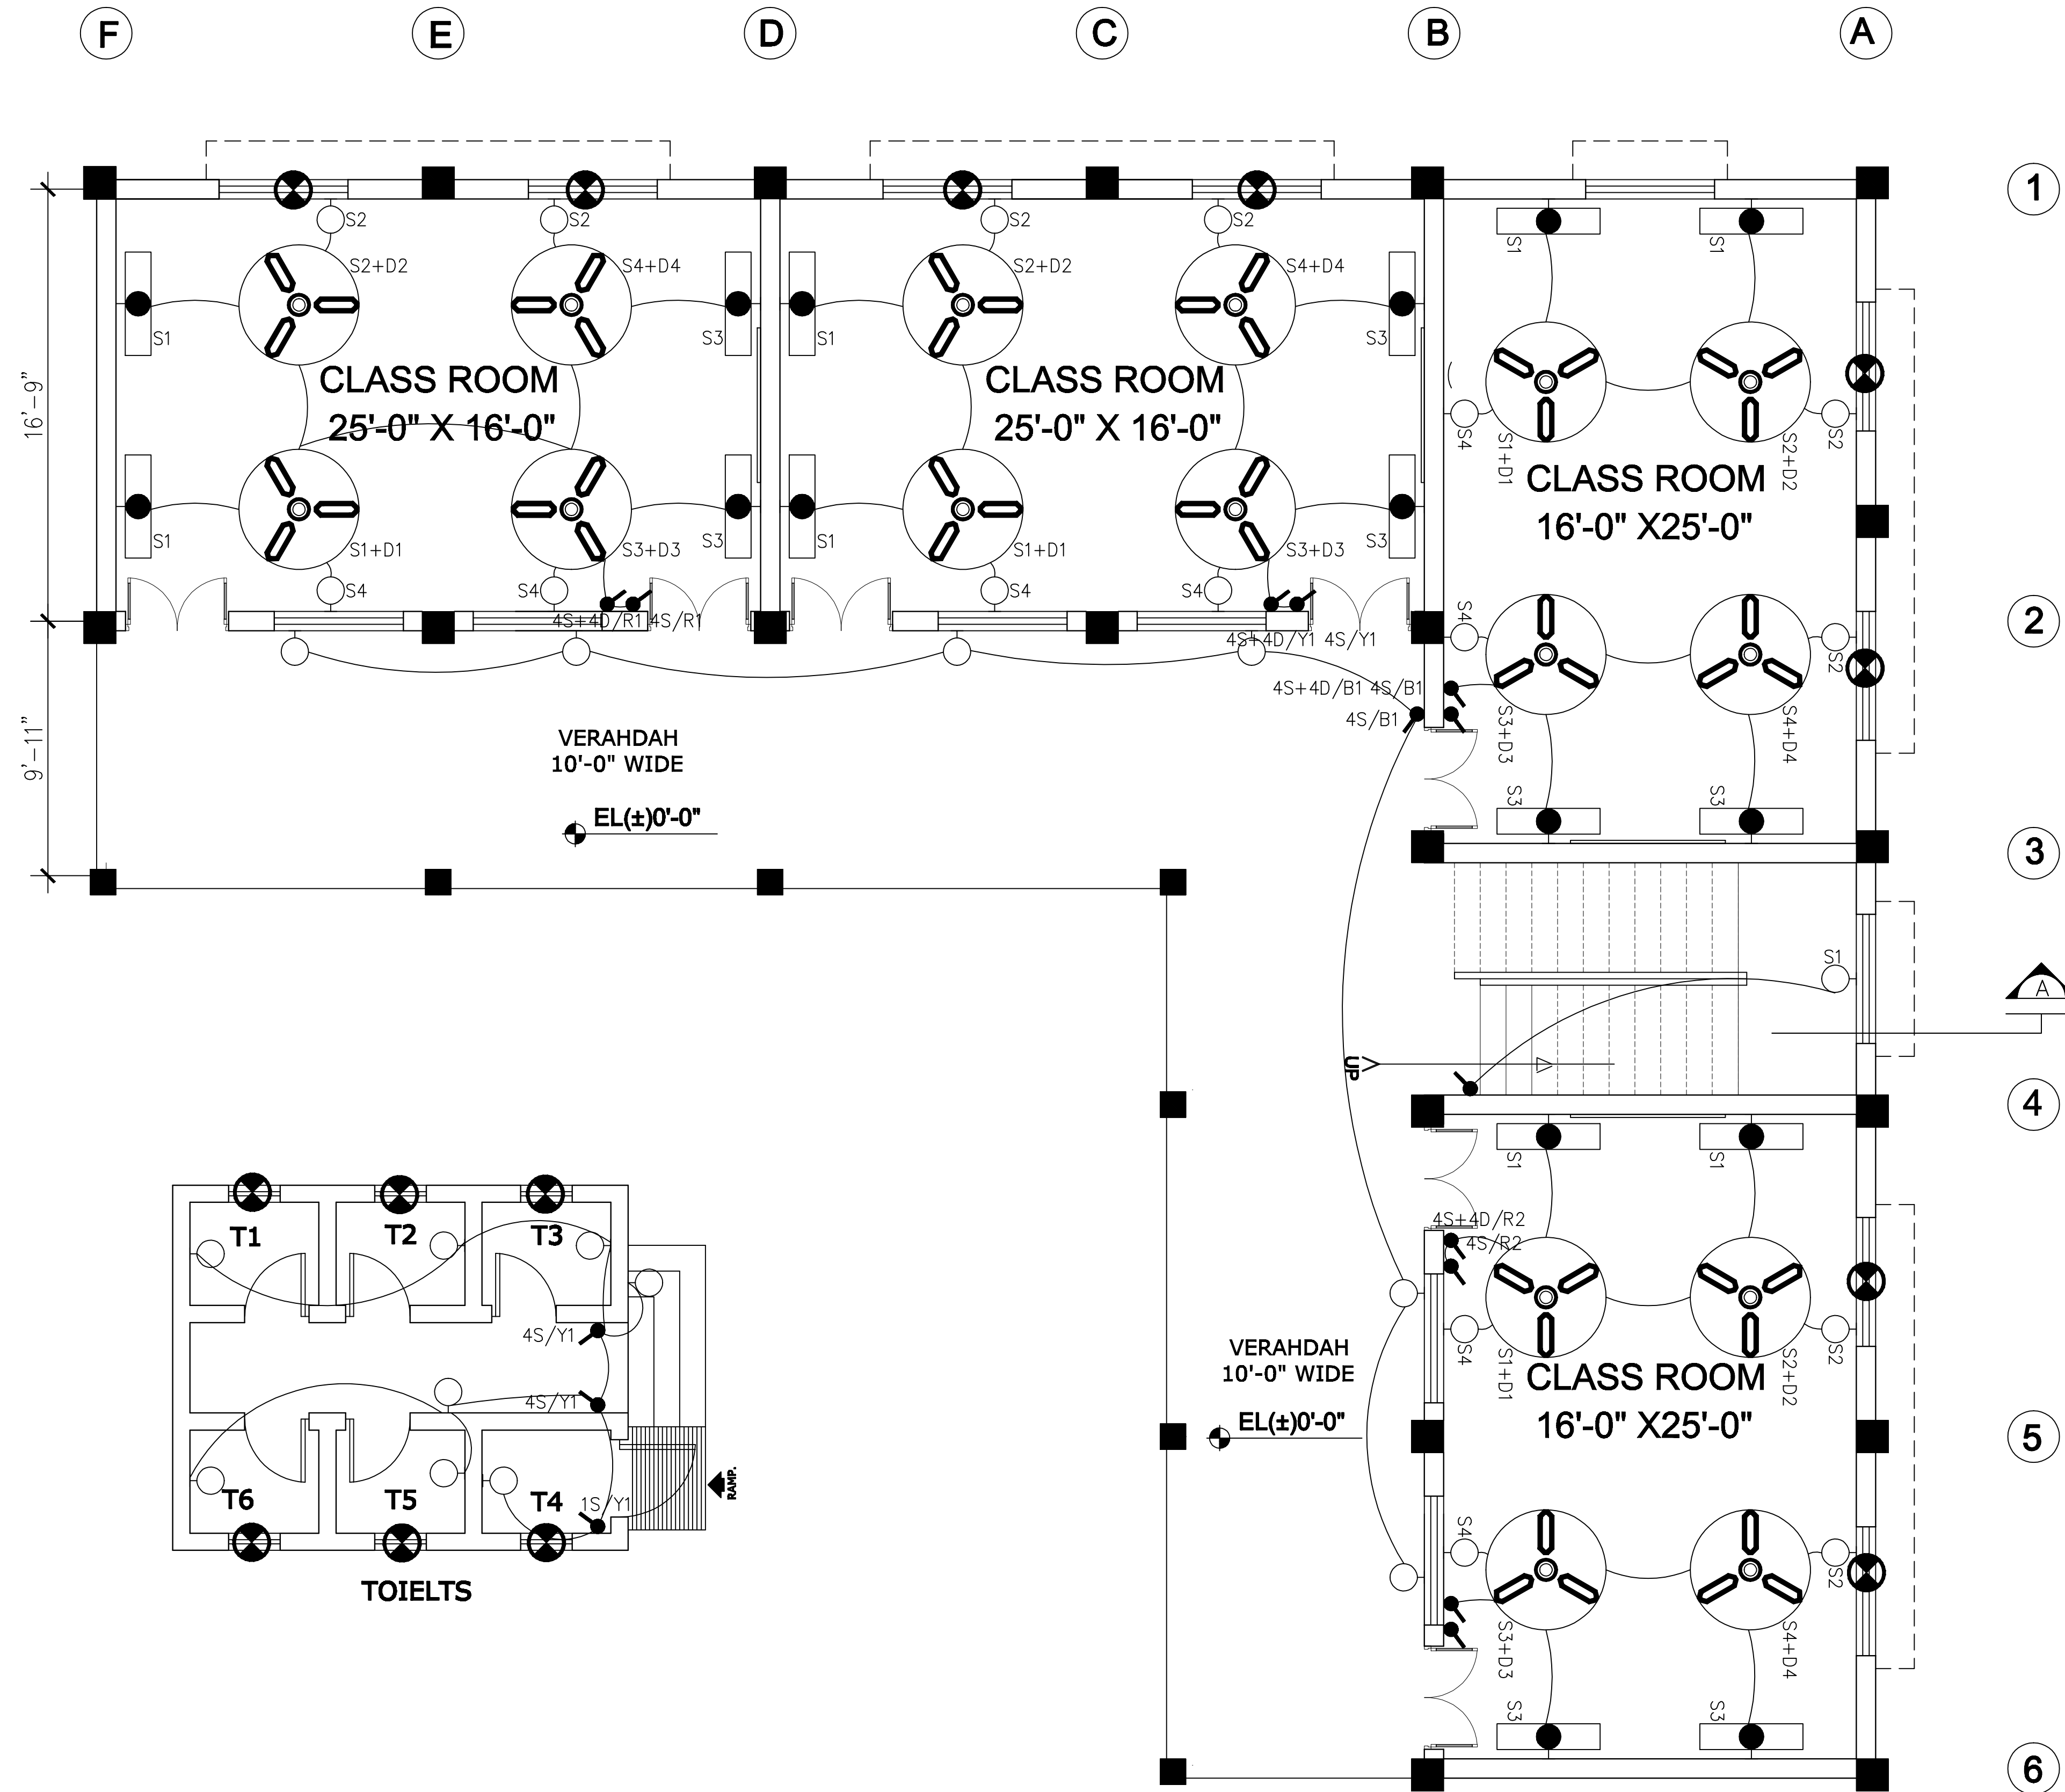 F E D C B A
1
S2 S2 S2 S2
S1 S1
S2+D2 S4+D4 S2+D2 S4+D4
S1 S3 S1 S3
16'-9"
CLASS ROOM
25'-0" X 16'-0"
CLASS ROOM
25'-0" X 16'-0"
S4 S1+D1 S2+D2 S2
CLASS ROOM
16'-0" X25'-0"
S1 S1+D1 S3+D3 S3 S1 S1+D1 S3+D3 S3
S4 S4 S4 S4
4S+4D/R1 4S/R1
4S+4D/Y1 4S/Y1
S4 S2
2
4S+4D/B1 4S/B1
4S/B1
S3+D3 S4+D4
9'-11"
VERAHDAH
10'-0" WIDE
EL(±)0'-0"
S3 S3
3
S1
A
UP
4
S1 S1
4S+4D/R2
4S/R2
T1 T2 T3
4S/Y1
4S/Y1
T6 T5 T4
1S/Y1
RAMP.
TOIELTS
VERAHDAH
10'-0" WIDE
EL(±)0'-0"
S4 S1+D1 S2+D2 S2
CLASS ROOM
16'-0" X25'-0"
5
S4 S2
S3+D3 S4+D4
S3 S3
6